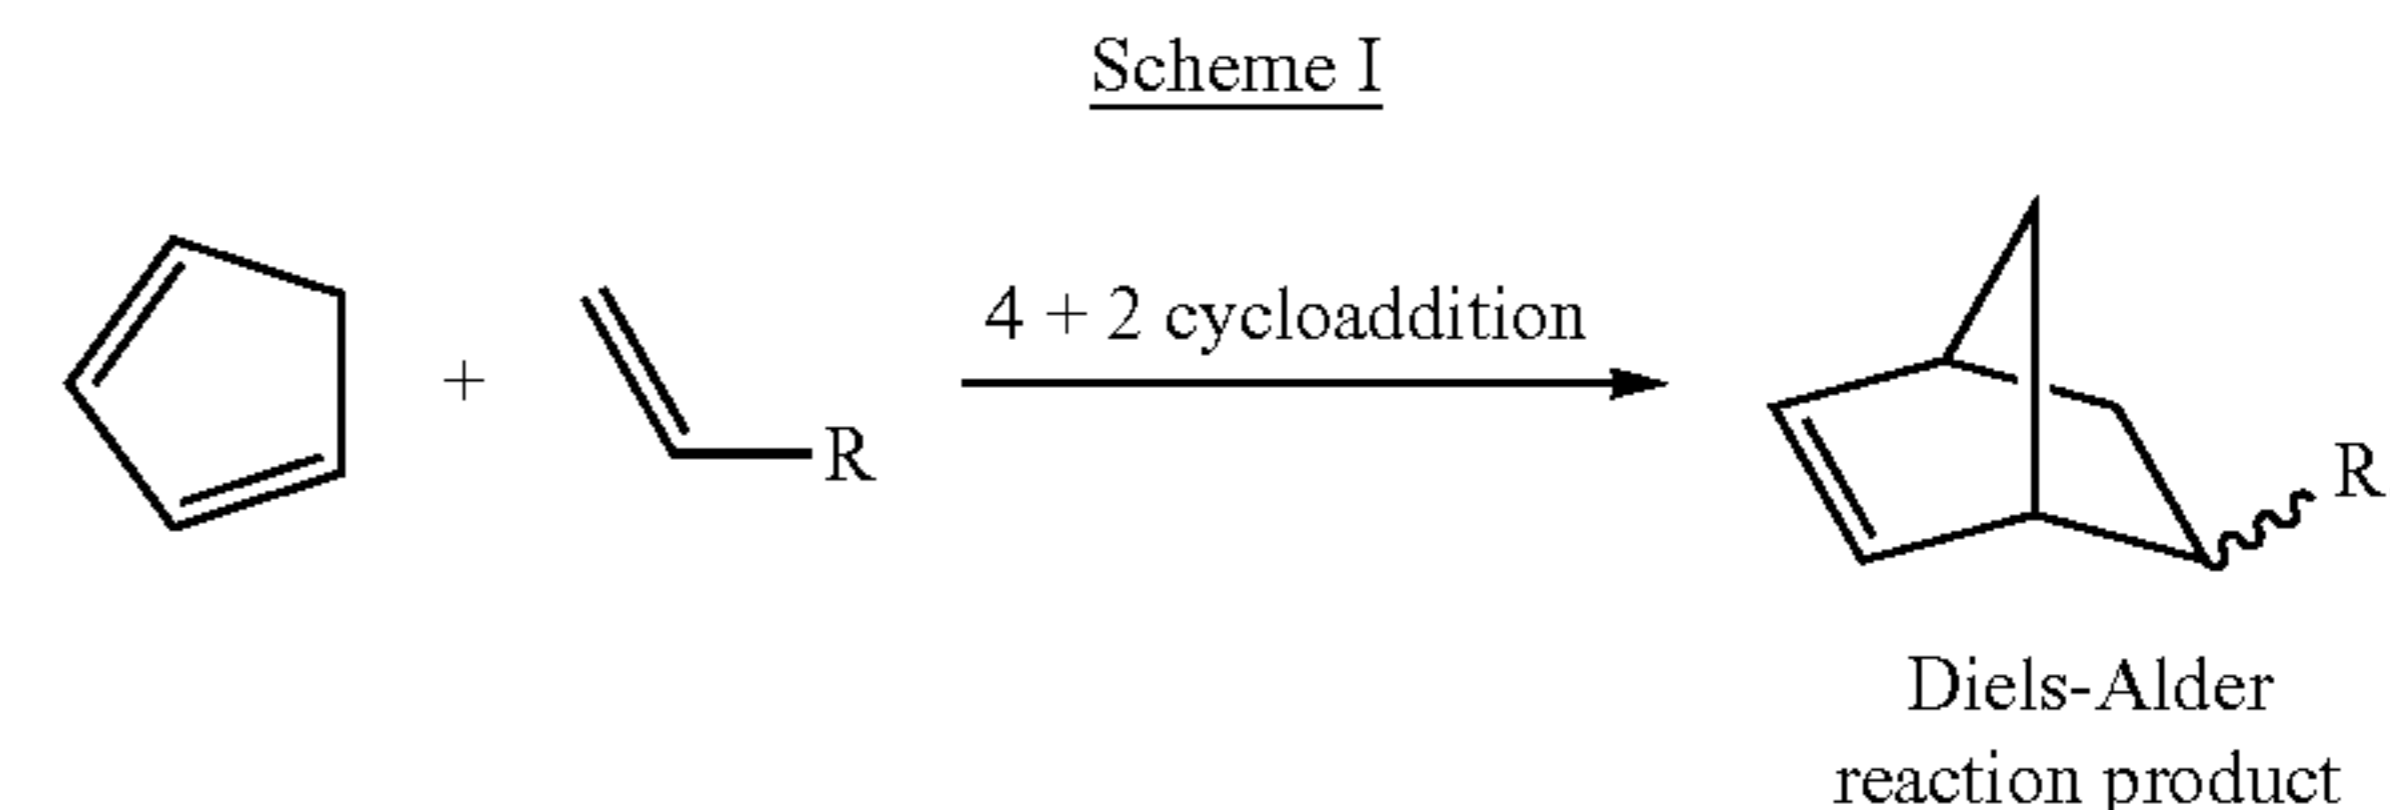 Scheme I
4 + 2 cycloaddition
+
R
R
Diels-Alder
reaction product